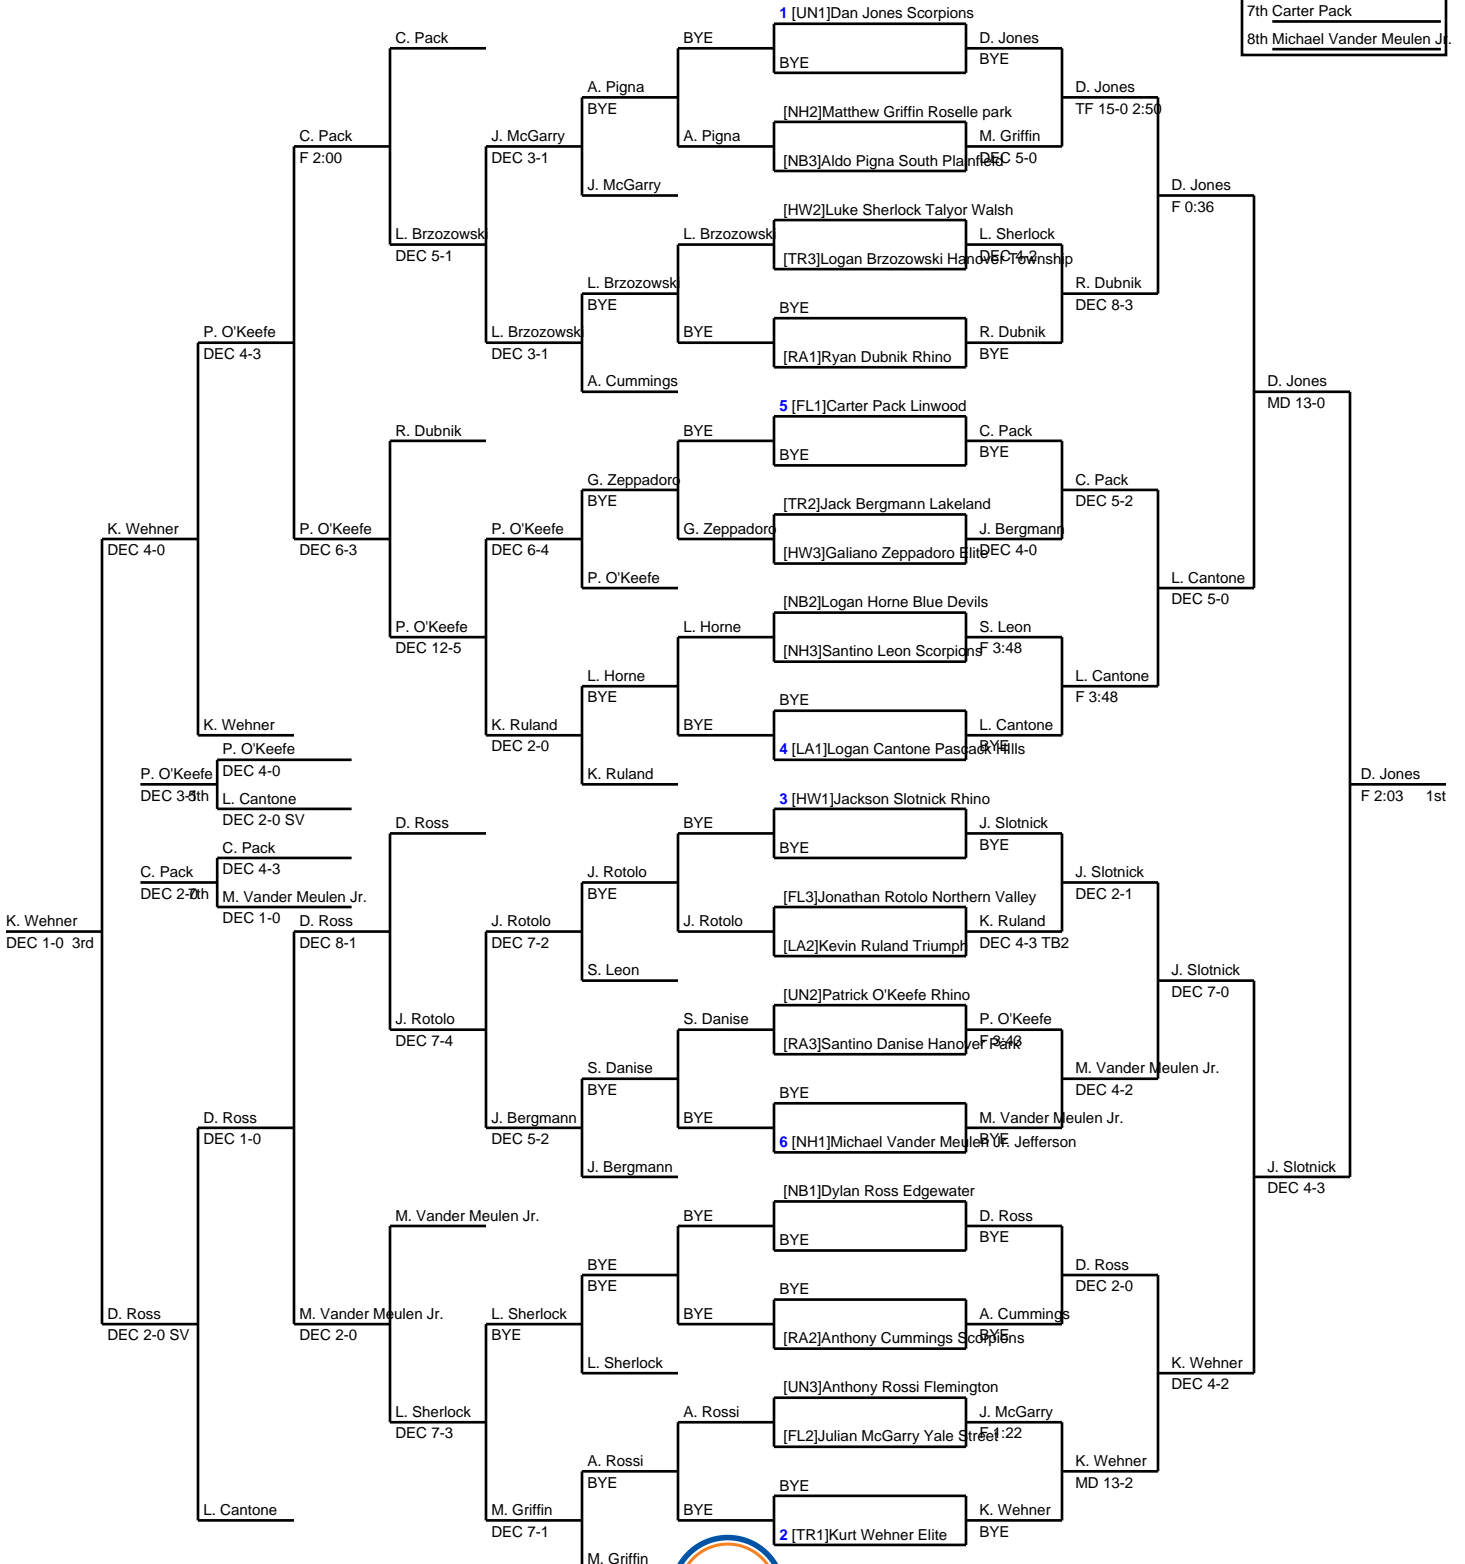 1 [UN1]Dan Jones Scorpions
7th Carter Pack
8th Michael Vander Meulen Jr.
C. Pack
BYE
D. Jones
BYE
BYE
A. Pigna
BYE
D. Jones
TF 15-0 2:50
[NH2]Matthew Griffin Roselle park
C. Pack
F 2:00
J. McGarry
DEC 3-1
A. Pigna
M. Griffin
DEC 5-0
[NB3]Aldo Pigna South Plainfield
J. McGarry
D. Jones
F 0:36
[HW2]Luke Sherlock Talyor Walsh
L. Brzozowski
DEC 5-1
L. Brzozowski
L. Sherlock
DEC 4-2
[TR3]Logan Brzozowski Hanover Township
L. Brzozowski
BYE
R. Dubnik
DEC 8-3
BYE
P. O'Keefe
DEC 4-3
L. Brzozowski
DEC 3-1
BYE
R. Dubnik
BYE
[RA1]Ryan Dubnik Rhino
A. Cummings
D. Jones
MD 13-0
5 [FL1]Carter Pack Linwood
R. Dubnik
BYE
C. Pack
BYE
BYE
G. Zeppadoro
BYE
C. Pack
DEC 5-2
[TR2]Jack Bergmann Lakeland
K. Wehner
DEC 4-0
P. O'Keefe
DEC 6-3
P. O'Keefe
DEC 6-4
G. Zeppadoro
J. Bergmann
DEC 4-0
[HW3]Galiano Zeppadoro Elite
P. O'Keefe
L. Cantone
DEC 5-0
[NB2]Logan Horne Blue Devils
P. O'Keefe
DEC 12-5
L. Horne
S. Leon
F 3:48
[NH3]Santino Leon Scorpions
L. Horne
BYE
L. Cantone
F 3:48
BYE
K. Wehner
K. Ruland
DEC 2-0
BYE
L. Cantone
BYE
4 [LA1]Logan Cantone Pascack Hills
P. O'Keefe
DEC 4-0
P. O'Keefe
DEC 3-1 5th
K. Ruland
D. Jones
F 2:03 1st
L. Cantone
DEC 2-0 SV
3 [HW1]Jackson Slotnick Rhino
D. Ross
BYE
J. Slotnick
BYE
BYE
C. Pack
DEC 4-3
C. Pack
DEC 2-0 7th
J. Rotolo
BYE
J. Slotnick
DEC 2-1
M. Vander Meulen Jr.
DEC 1-0
[FL3]Jonathan Rotolo Northern Valley
K. Wehner
DEC 1-0 3rd
D. Ross
DEC 8-1
J. Rotolo
DEC 7-2
J. Rotolo
K. Ruland
DEC 4-3 TB2
[LA2]Kevin Ruland Triumph
S. Leon
J. Slotnick
DEC 7-0
[UN2]Patrick O'Keefe Rhino
J. Rotolo
DEC 7-4
S. Danise
P. O'Keefe
F 3:43
[RA3]Santino Danise Hanover Park
S. Danise
BYE
M. Vander Meulen Jr.
DEC 4-2
BYE
D. Ross
DEC 1-0
J. Bergmann
DEC 5-2
BYE
M. Vander Meulen Jr.
BYE
6 [NH1]Michael Vander Meulen Jr. Jefferson
J. Bergmann
J. Slotnick
DEC 4-3
[NB1]Dylan Ross Edgewater
M. Vander Meulen Jr.
BYE
D. Ross
BYE
BYE
BYE
BYE
D. Ross
DEC 2-0
BYE
D. Ross
DEC 2-0 SV
M. Vander Meulen Jr.
DEC 2-0
L. Sherlock
BYE
BYE
A. Cummings
BYE
[RA2]Anthony Cummings Scorpions
L. Sherlock
K. Wehner
DEC 4-2
[UN3]Anthony Rossi Flemington
L. Sherlock
DEC 7-3
A. Rossi
J. McGarry
F 1:22
[FL2]Julian McGarry Yale Street
A. Rossi
BYE
K. Wehner
MD 13-2
BYE
L. Cantone
M. Griffin
DEC 7-1
BYE
K. Wehner
BYE
2 [TR1]Kurt Wehner Elite
M. Griffin